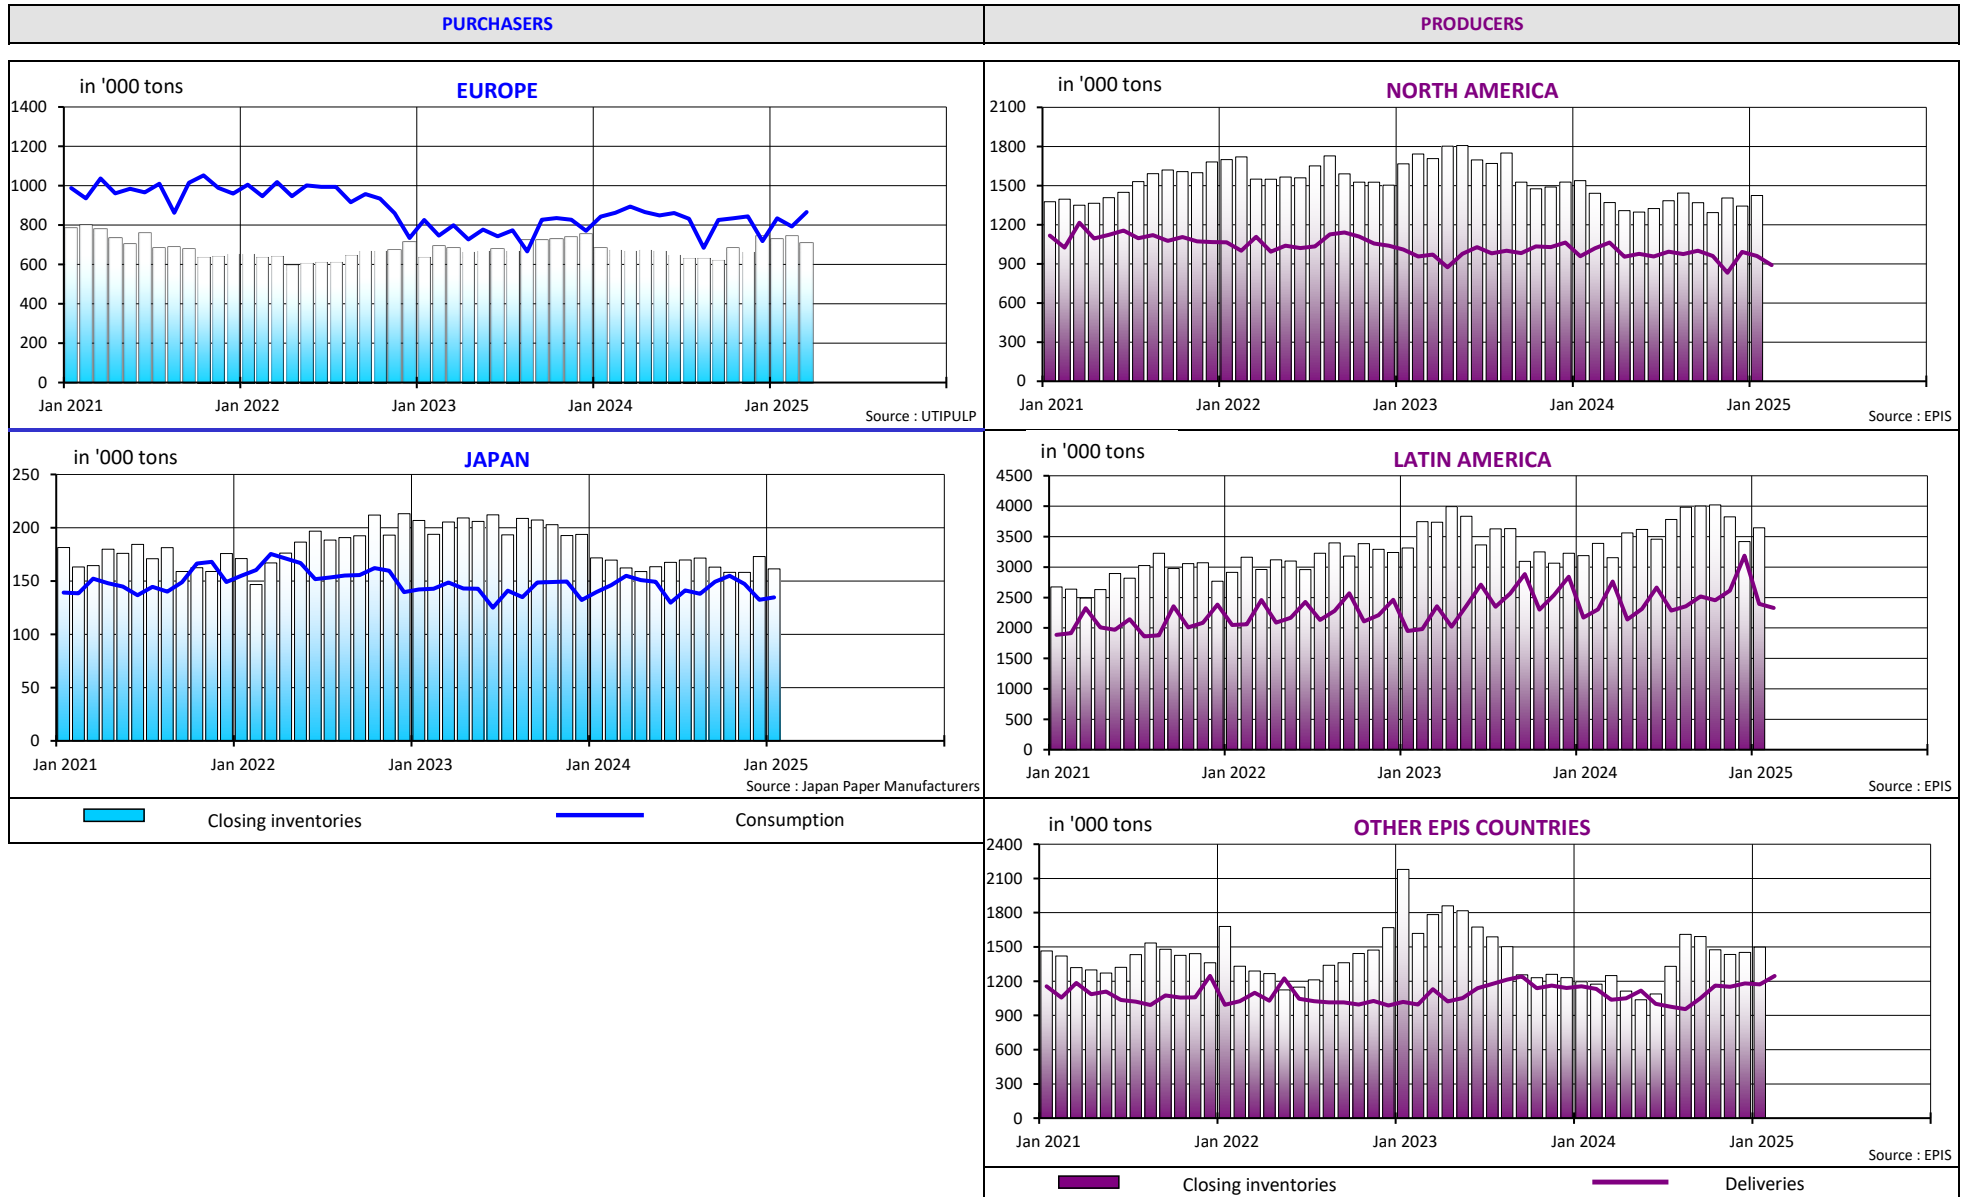 PURCHASERS
PRODUCERS
in '000 tons
EUROPE
1400
1200
1000
800
600
400
200
0
Jan 2021
Jan 2022
Jan 2023
Jan 2024
Jan 2025
Source : UTIPULP
in '000 tons
NORTH AMERICA
2100
1800
1500
1200
900
600
300
0
Jan 2021
Jan 2022
Jan 2023
Jan 2024
Jan 2025
Source : EPIS
in '000 tons
JAPAN
250
200
150
100
50
0
Jan 2021
Jan 2022
Jan 2023
Jan 2024
Jan 2025
Source : Japan Paper Manufacturers
Closing inventories
Consumption
in '000 tons
LATIN AMERICA
4500
4000
3500
3000
2500
2000
1500
1000
500
0
Jan 2021
Jan 2022
Jan 2023
Jan 2024
Jan 2025
Source : EPIS
in '000 tons
OTHER EPIS COUNTRIES
2400
2100
1800
1500
1200
900
600
300
0
Jan 2021
Jan 2022
Jan 2023
Jan 2024
Jan 2025
Source : EPIS
Closing inventories
Deliveries